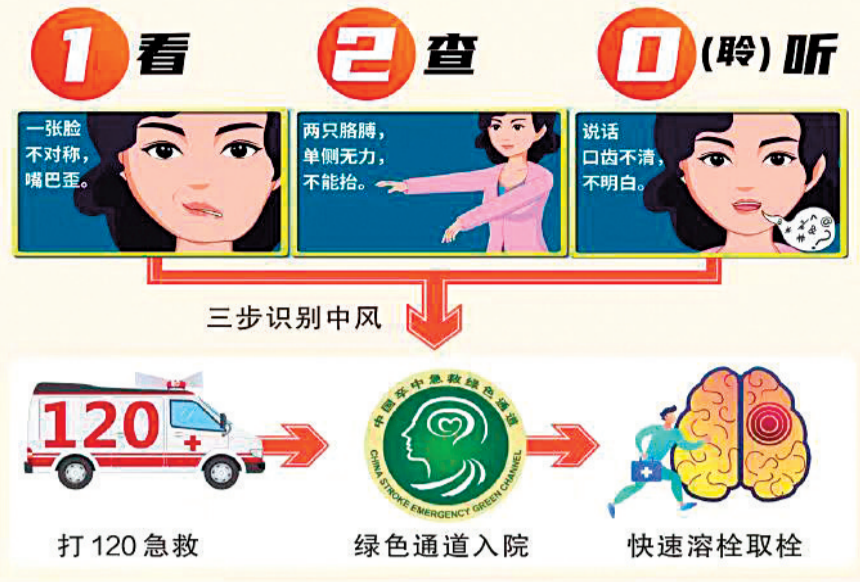 1 看
2 查
0 (聆) 听
一张脸
不对称，
嘴巴歪。
两只胳膊，
单侧无力，
不能抬。
说话
口齿不清，
不明白。
三步识别中风
120
中国卒中急救绿色通道
CHINA STROKE EMERGENCY GREEN CHANNEL
打 120 急救
绿色通道入院
快速溶栓取栓